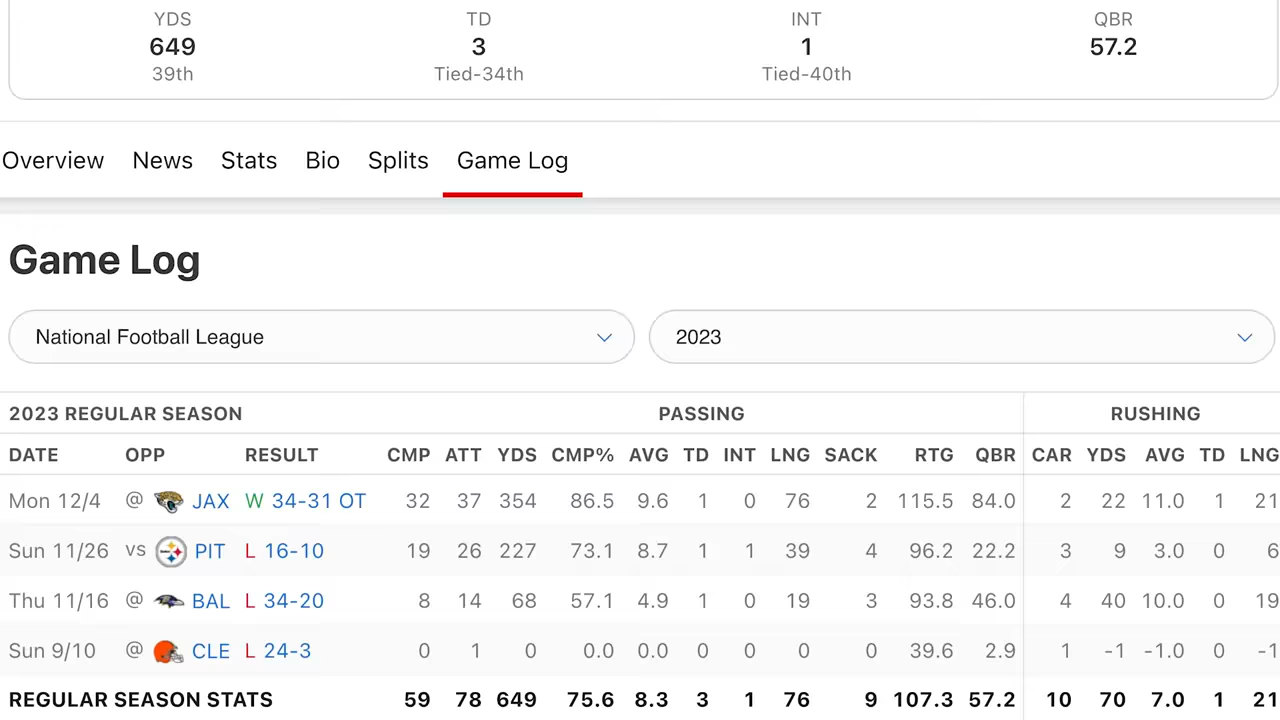 YDS TD INT QBR
649 3 1 57.2
39th Tied-34th Tied-40th
Overview News Stats Bio Splits Game Log
Game Log
National Football League 2023
2023 REGULAR SEASON PASSING RUSHING
DATE OPP RESULT CMP ATT YDS CMP% AVG TD INT LNG SACK RTG QBR CAR YDS AVG TD LNG
Mon 12/4 @ JAX W 34-31 OT 32 37 354 86.5 9.6 1 0 76 2 115.5 84.0 2 22 11.0 1 21
Sun 11/26 vs PIT L 16-10 19 26 227 73.1 8.7 1 1 39 4 96.2 22.2 3 9 3.0 0 6
Thu 11/16 @ BAL L 34-20 8 14 68 57.1 4.9 1 0 19 3 93.8 46.0 4 40 10.0 0 19
Sun 9/10 @ CLE L 24-3 0 1 0 0.0 0.0 0 0 0 0 39.6 2.9 1 -1 -1.0 0 -1
REGULAR SEASON STATS 59 78 649 75.6 8.3 3 1 76 9 107.3 57.2 10 70 7.0 1 21